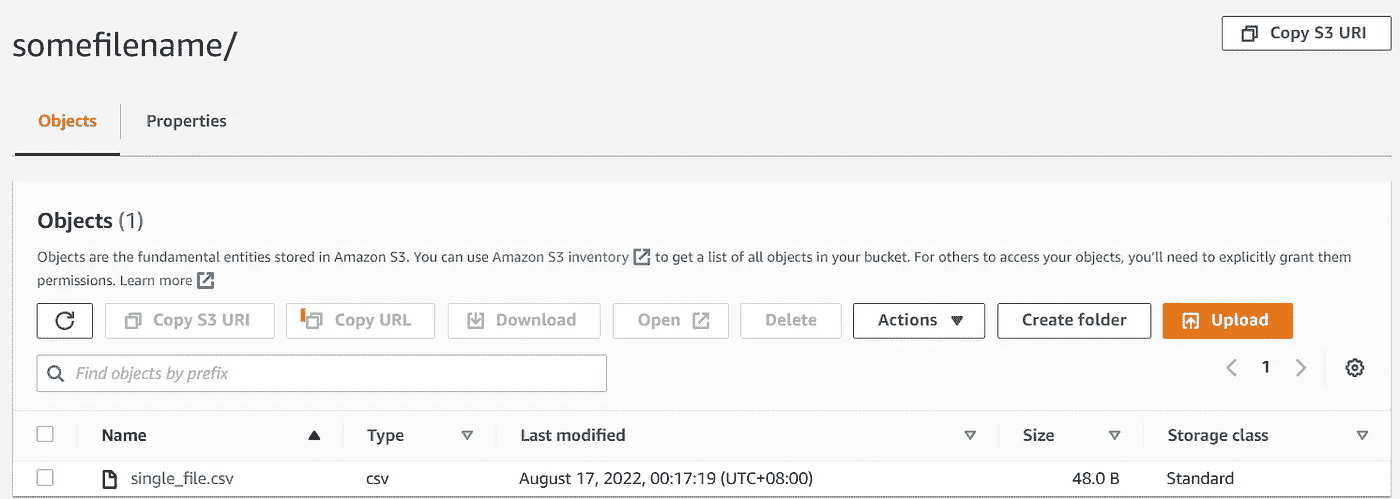 somefilename/
Copy S3 URI
Objects
Properties
Objects (1)
Objects are the fundamental entities stored in Amazon S3. You can use Amazon S3 inventory to get a list of all objects in your bucket. For others to access your objects, you'll need to explicitly grant them
permissions. Learn more
Copy S3 URI
Copy URL
Download
Open
Delete
Actions
Create folder
Upload
Find objects by prefix
1
Name
Type
Last modified
Size
Storage class
single_file.csv
csv
August 17, 2022, 00:17:19 (UTC+08:00)
48.0 B
Standard